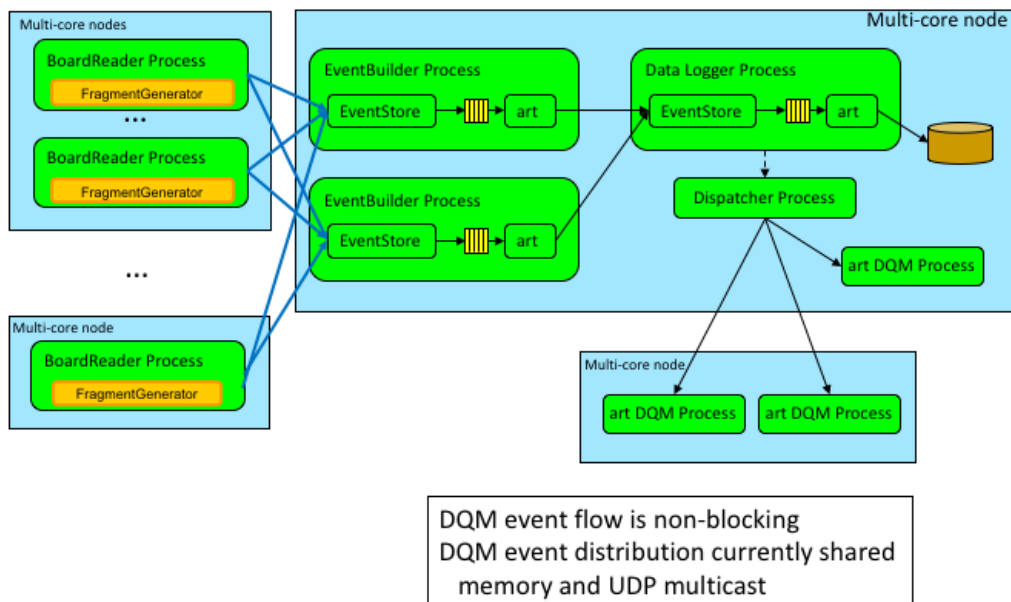 Multi-core nodes
BoardReader Process
FragmentGenerator
...
BoardReader Process
FragmentGenerator
...
Multi-core node
BoardReader Process
FragmentGenerator
Multi-core node
EventBuilder Process
EventStore
art
EventBuilder Process
EventStore
art
Data Logger Process
EventStore
art
Dispatcher Process
art DQM Process
Multi-core node
art DQM Process
art DQM Process
DQM event flow is non-blocking
DQM event distribution currently shared
memory and UDP multicast